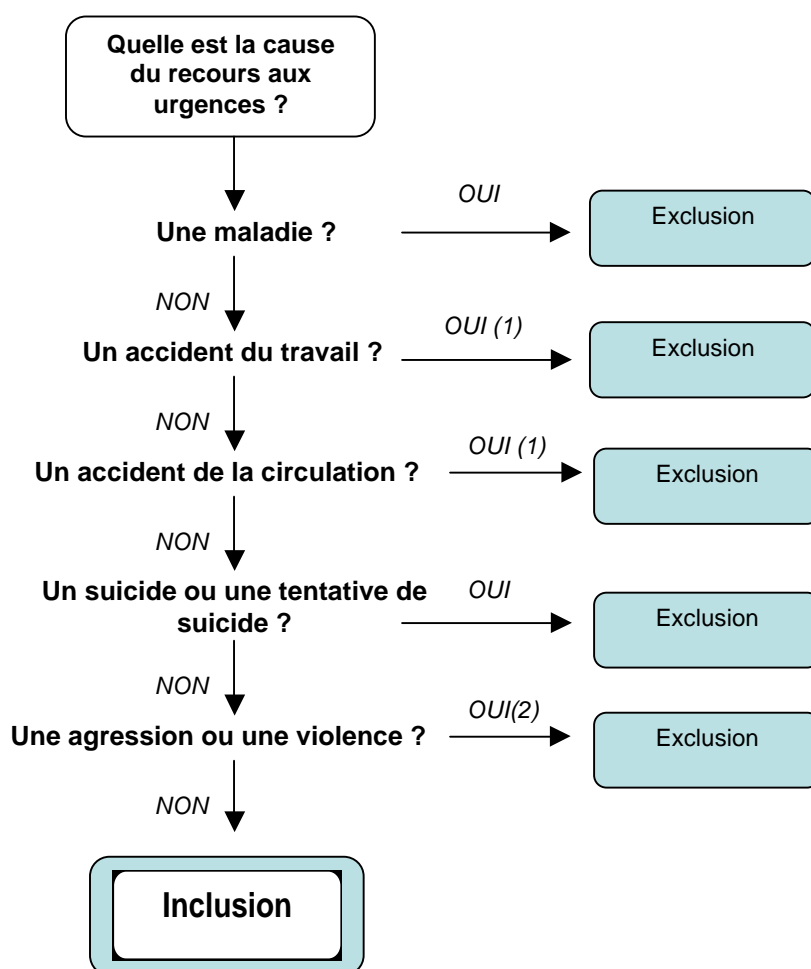 Quelle est la cause
du recours aux
urgences ?
OUI
Une maladie ?
Exclusion
NON
OUI (1)
Un accident du travail ?
Exclusion
NON
OUI (1)
Un accident de la circulation ?
Exclusion
NON
Un suicide ou une tentative de
suicide ?
OUI
Exclusion
NON
OUI(2)
Une agression ou une violence ?
Exclusion
NON
Inclusion